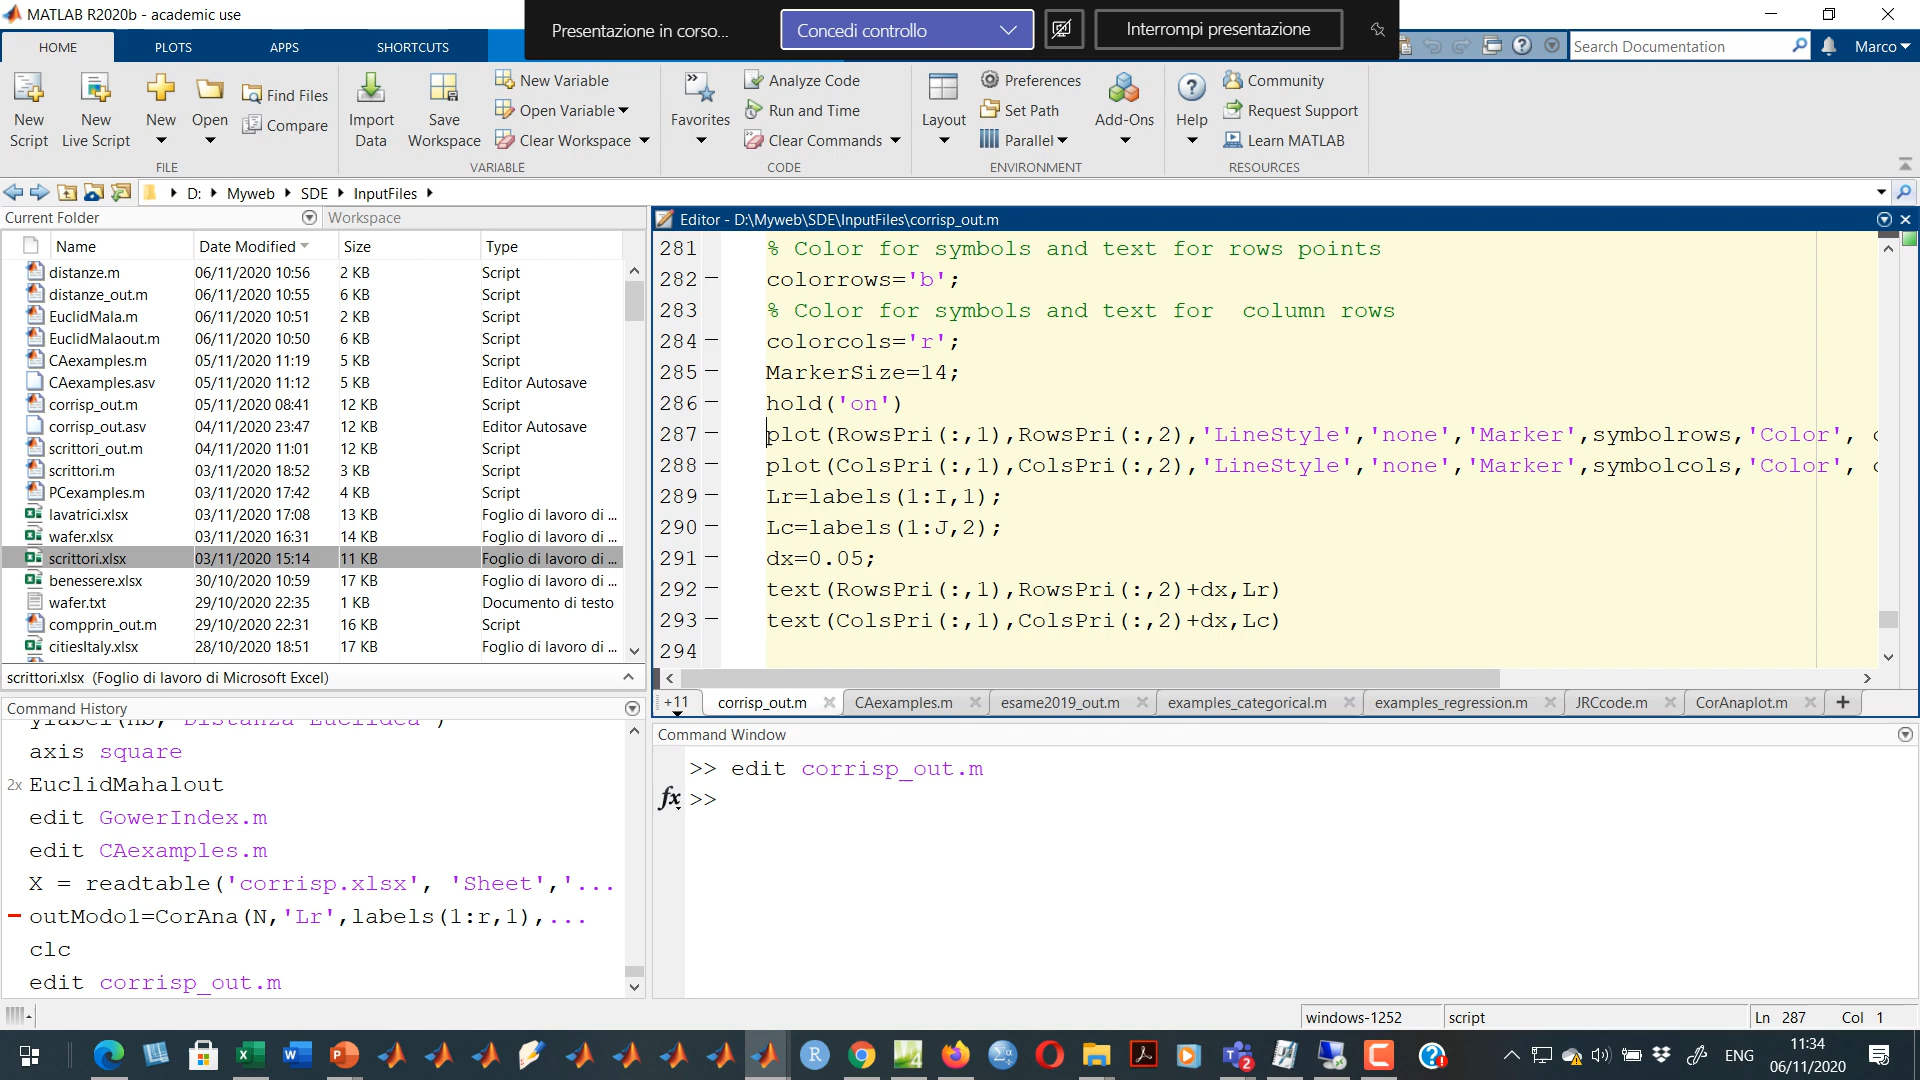 MATLAB R2020b - academic use
Presentazione in corso...
Concedi controllo
Interrompi presentazione
HOME
PLOTS
APPS
SHORTCUTS
Search Documentation
Marco
New Script
New Live Script
New
Open
Find Files
Compare
FILE
Import Data
Save Workspace
New Variable
Open Variable
Clear Workspace
VARIABLE
Favorites
Analyze Code
Run and Time
Clear Commands
CODE
Layout
Preferences
Set Path
Parallel
Add-Ons
ENVIRONMENT
Help
Community
Request Support
Learn MATLAB
RESOURCES
D: Myweb SDE InputFiles
Current Folder
Workspace
Name Date Modified Size Type
distanze.m 06/11/2020 10:56 2 KB Script
distanze_out.m 06/11/2020 10:55 6 KB Script
EuclidMala.m 06/11/2020 10:51 2 KB Script
EuclidMalaout.m 06/11/2020 10:50 6 KB Script
CAexamples.m 05/11/2020 11:19 5 KB Script
CAexamples.asv 05/11/2020 11:12 5 KB Editor Autosave
corrisp_out.m 05/11/2020 08:41 12 KB Script
corrisp_out.asv 04/11/2020 23:47 12 KB Editor Autosave
scrittori_out.m 04/11/2020 11:01 12 KB Script
scrittori.m 03/11/2020 18:52 3 KB Script
PCexamples.m 03/11/2020 17:42 4 KB Script
lavatrici.xlsx 03/11/2020 17:08 13 KB Foglio di lavoro di ...
wafer.xlsx 03/11/2020 16:31 14 KB Foglio di lavoro di ...
scrittori.xlsx 03/11/2020 15:14 11 KB Foglio di lavoro di ...
benessere.xlsx 30/10/2020 10:59 17 KB Foglio di lavoro di ...
wafer.txt 29/10/2020 22:35 1 KB Documento di testo
compprin_out.m 29/10/2020 22:31 16 KB Script
citiesItaly.xlsx 28/10/2020 18:51 17 KB Foglio di lavoro di ...
scrittori.xlsx (Foglio di lavoro di Microsoft Excel)
Command History
ylabel(nb, 'Distanza Euclidea')
axis square
2x EuclidMahalout
edit GowerIndex.m
edit CAexamples.m
X = readtable('corrisp.xlsx', 'Sheet','...
outModo1=CorAna(N,'Lr',labels(1:r,1),...
clc
edit corrisp_out.m
Editor - D:\Myweb\SDE\InputFiles\corrisp_out.m
281 % Color for symbols and text for rows points
282 colorrows='b';
283 % Color for symbols and text for  column rows
284 colorcols='r';
285 MarkerSize=14;
286 hold('on')
287 plot(RowsPri(:,1),RowsPri(:,2),'LineStyle','none','Marker',symbolrows,'Color',
288 plot(ColsPri(:,1),ColsPri(:,2),'LineStyle','none','Marker',symbolcols,'Color',
289 Lr=labels(1:I,1);
290 Lc=labels(1:J,2);
291 dx=0.05;
292 text(RowsPri(:,1),RowsPri(:,2)+dx,Lr)
293 text(ColsPri(:,1),ColsPri(:,2)+dx,Lc)
294
+11 corrisp_out.m CAexamples.m esame2019_out.m examples_categorical.m examples_regression.m JRCcode.m CorAnaplot.m +
Command Window
>> edit corrisp_out.m
fx >>
windows-1252 script Ln 287 Col 1
ENG
11:34
06/11/2020